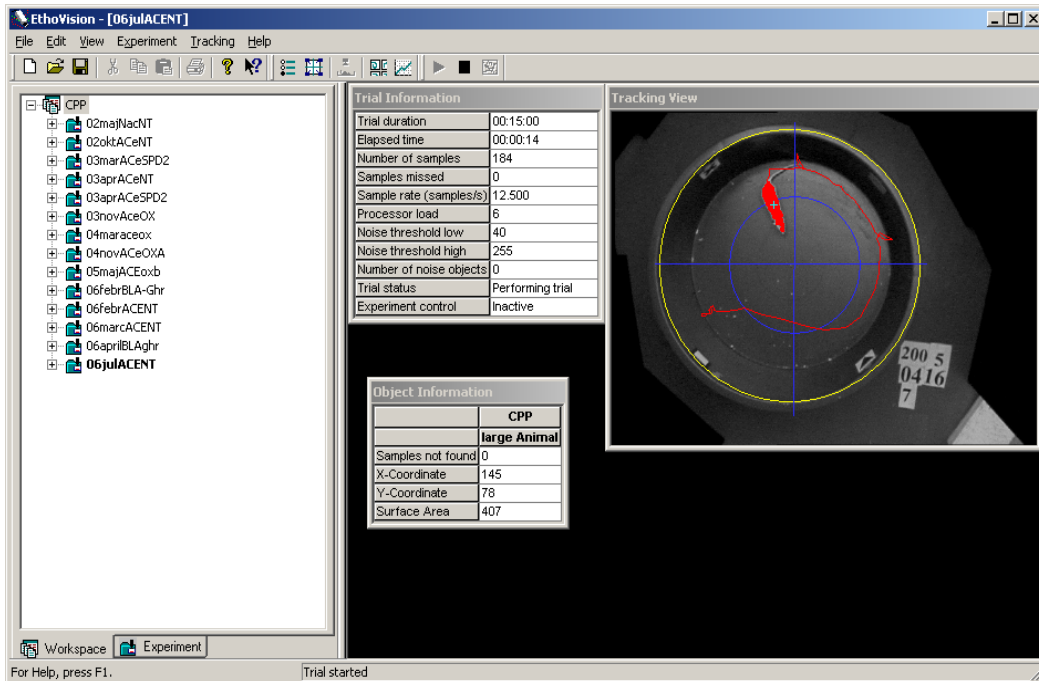 EthoVision - [06julACENT]
File Edit View Experiment Tracking Help
CPP
02majNacNT
02oktACeNT
03marACeSPD2
03aprACeNT
03aprACeSPD2
03novAceOX
04maraceox
04novACeOXA
05majACEoxb
06febrBLA-Ghr
06febrACENT
06marcACENT
06aprilBLAghr
06julACENT
Workspace Experiment
Trial Information
Trial duration 00:15:00
Elapsed time 00:00:14
Number of samples 184
Samples missed 0
Sample rate (samples/s) 12.500
Processor load 6
Noise threshold low 40
Noise threshold high 255
Number of noise objects 0
Trial status Performing trial
Experiment control Inactive
Tracking View
200 5
04 16
7
Object Information
CPP
large Animal
Samples not found 0
X-Coordinate 145
Y-Coordinate 78
Surface Area 407
For Help, press F1. Trial started